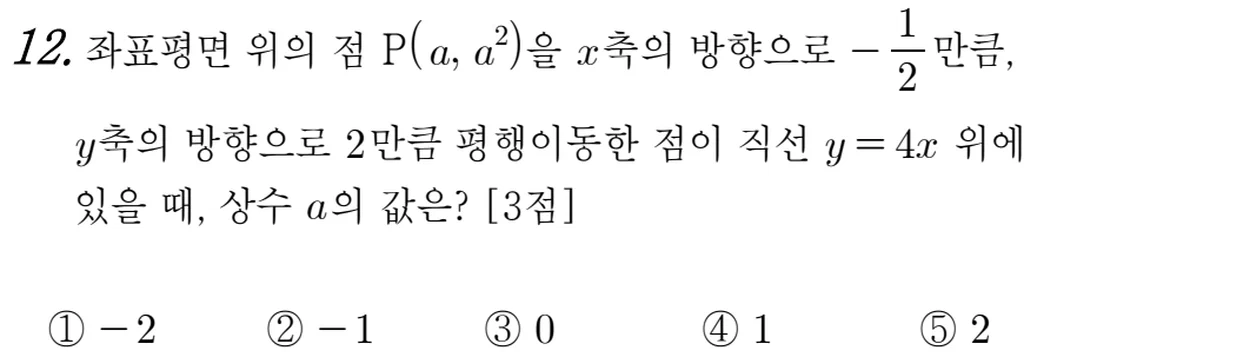 12. 좌표평면 위의 점 P(a, a²)을 x축의 방향으로 -1/2만큼,
y축의 방향으로 2만큼 평행이동한 점이 직선 y=4x 위에
있을 때, 상수 a의 값은? [3점]
① -2 ② -1 ③ 0 ④ 1 ⑤ 2